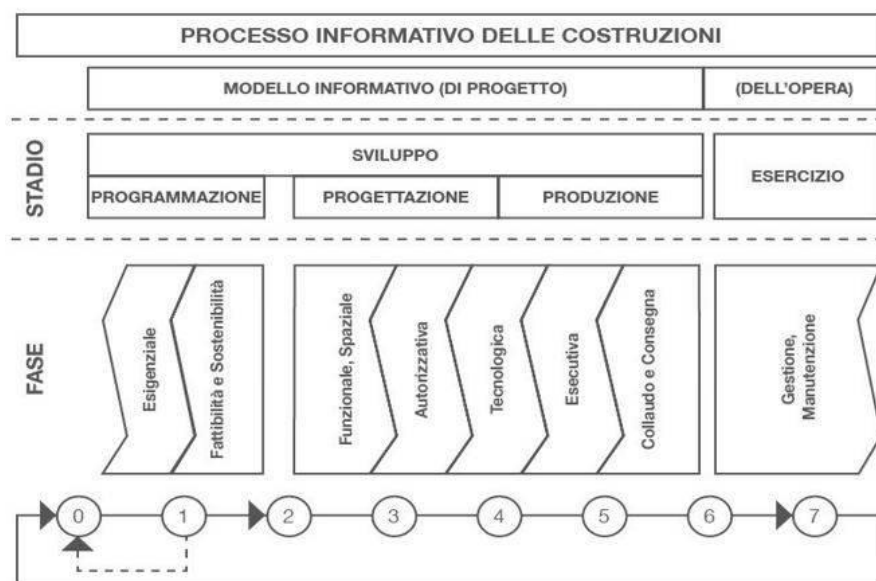 PROCESSO INFORMATIVO DELLE COSTRUZIONI
MODELLO INFORMATIVO (DI PROGETTO)
(DELL'OPERA)
STADIO
SVILUPPO
ESERCIZIO
PROGRAMMAZIONE
PROGETTAZIONE
PRODUZIONE
FASE
Esigenziale
Fattibilità e Sostenibilità
Funzionale, Spaziale
Autorizzativa
Tecnologica
Esecutiva
Collaudo e Consegna
Gestione,
Manutenzione
0
1
2
3
4
5
6
7